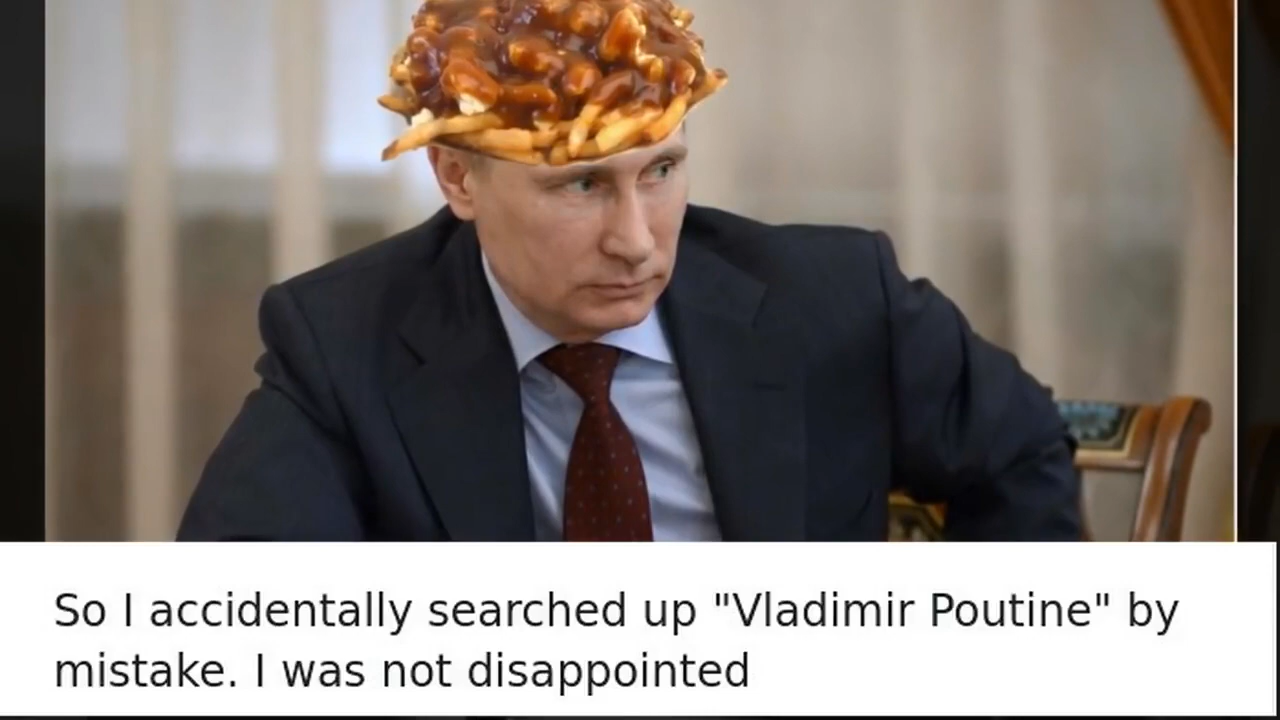 So I accidentally searched up "Vladimir Poutine" by
mistake. I was not disappointed